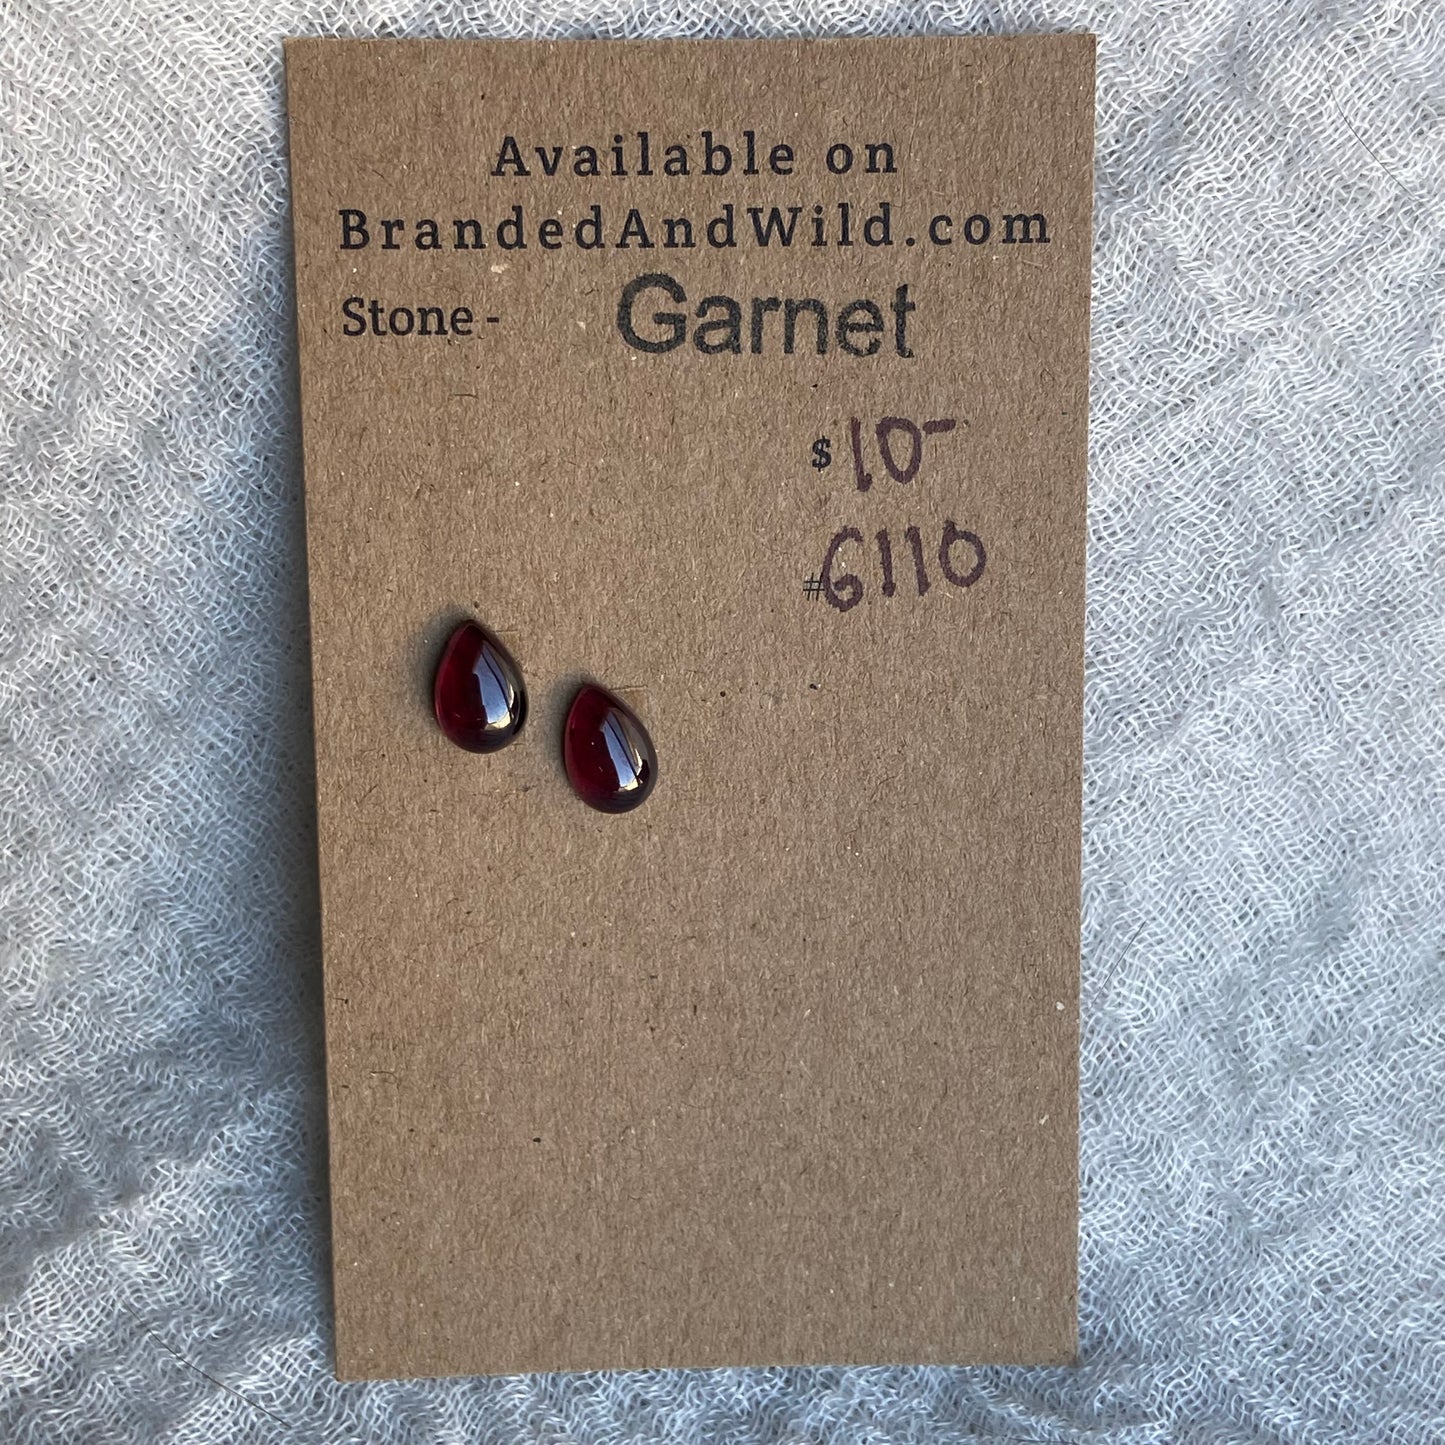 Available on
BrandedAndWild.com
Stone - Garnet
$ 10-
#6110